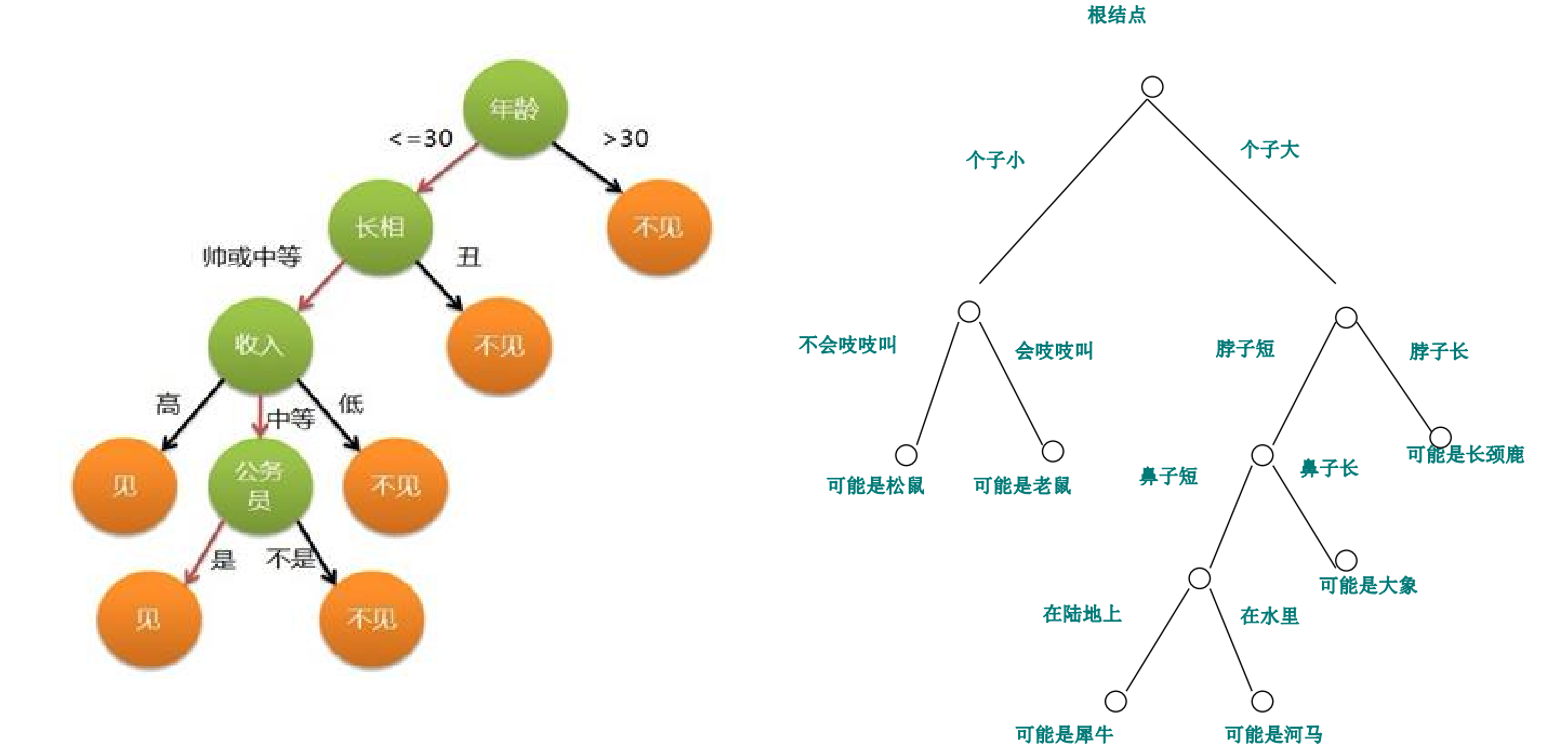 年龄
<=30
>30
长相
不见
帅或中等
丑
收入
不见
高
中等
低
见
公务
员
不见
是
不是
见
不见
根结点
个子小
个子大
不会吱吱叫
会吱吱叫
脖子短
脖子长
可能是松鼠
可能是老鼠
鼻子短
鼻子长
可能是长颈鹿
在陆地上
在水里
可能是大象
可能是犀牛
可能是河马